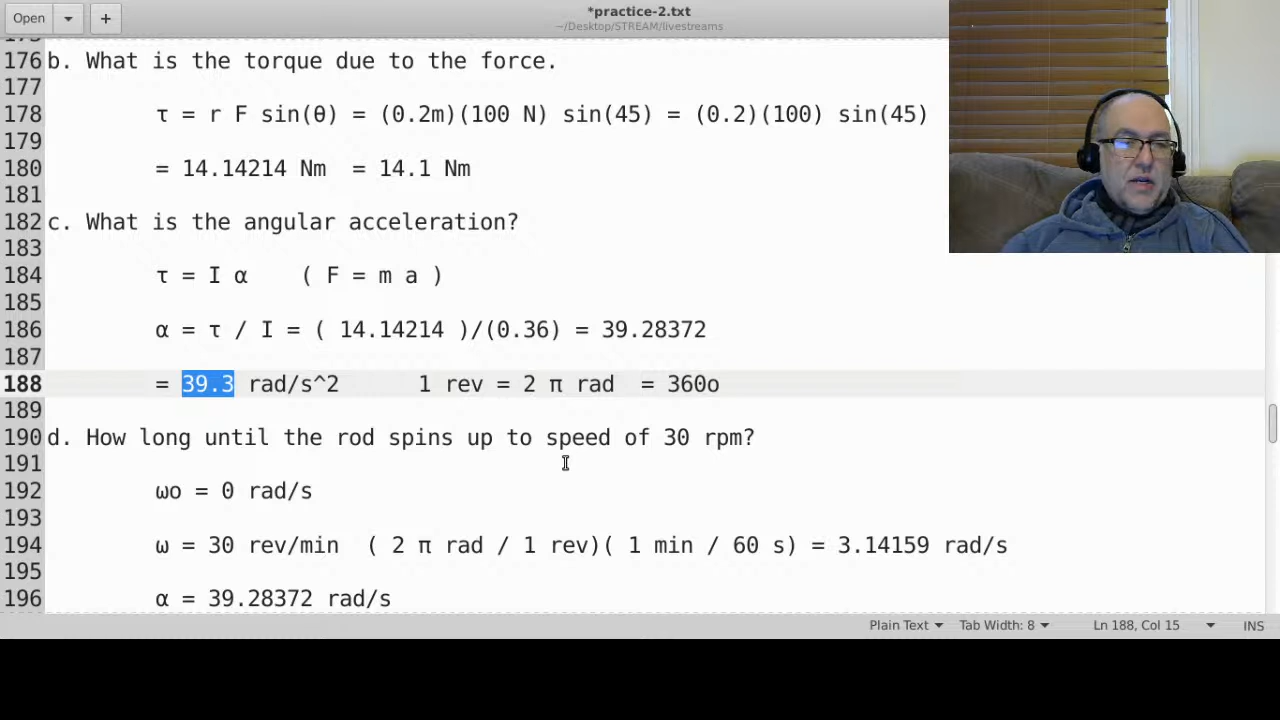 Open
*practice-2.txt
~/Desktop/STREAM/livestreams
176 b. What is the torque due to the force.
177
178 τ = r F sin(θ) = (0.2m)(100 N) sin(45) = (0.2)(100) sin(45)
179
180 = 14.14214 Nm = 14.1 Nm
181
182 c. What is the angular acceleration?
183
184 τ = I α ( F = m a )
185
186 α = τ / I = ( 14.14214 )/(0.36) = 39.28372
187
188 = 39.3 rad/s^2 1 rev = 2 π rad = 360o
189
190 d. How long until the rod spins up to speed of 30 rpm?
191
192 ωo = 0 rad/s
193
194 ω = 30 rev/min ( 2 π rad / 1 rev)( 1 min / 60 s) = 3.14159 rad/s
195
196 α = 39.28372 rad/s
Plain Text Tab Width: 8 Ln 188, Col 15 INS